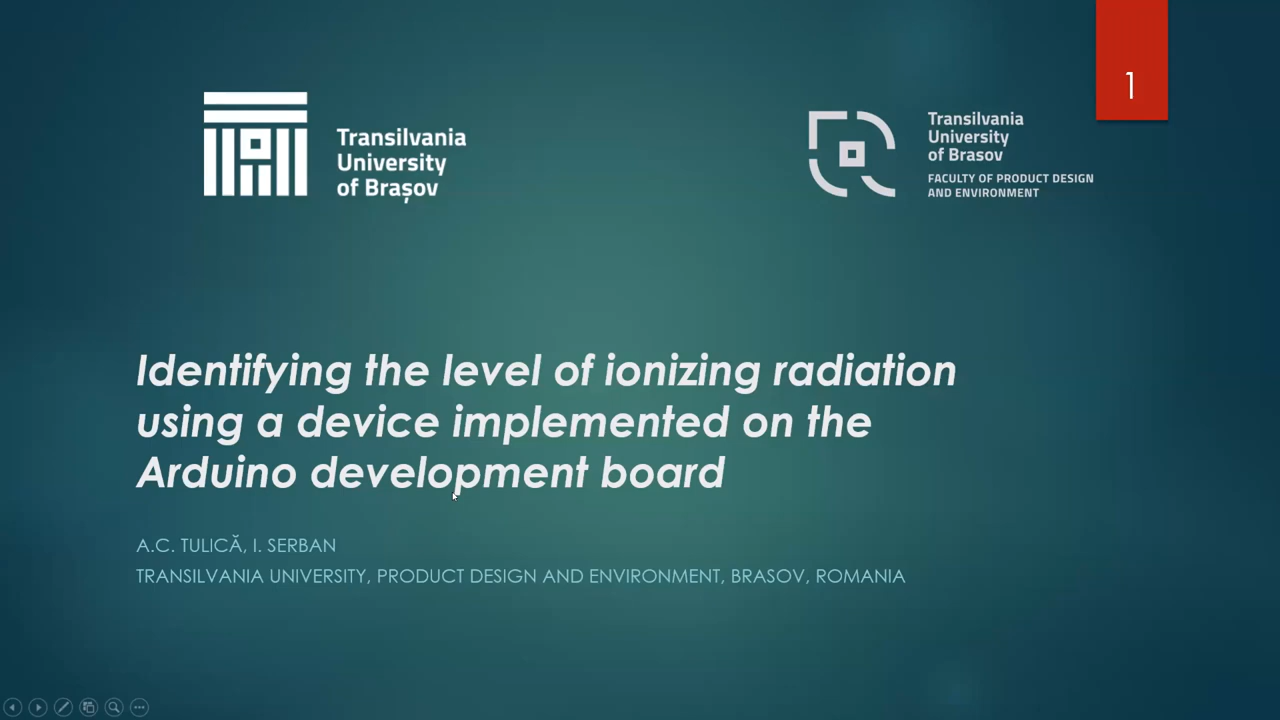 1
Transilvania
University
of Brașov
Transilvania
University
of Brasov
FACULTY OF PRODUCT DESIGN
AND ENVIRONMENT
Identifying the level of ionizing radiation
using a device implemented on the
Arduino development board
A.C. TULICĂ, I. SERBAN
TRANSILVANIA UNIVERSITY, PRODUCT DESIGN AND ENVIRONMENT, BRASOV, ROMANIA